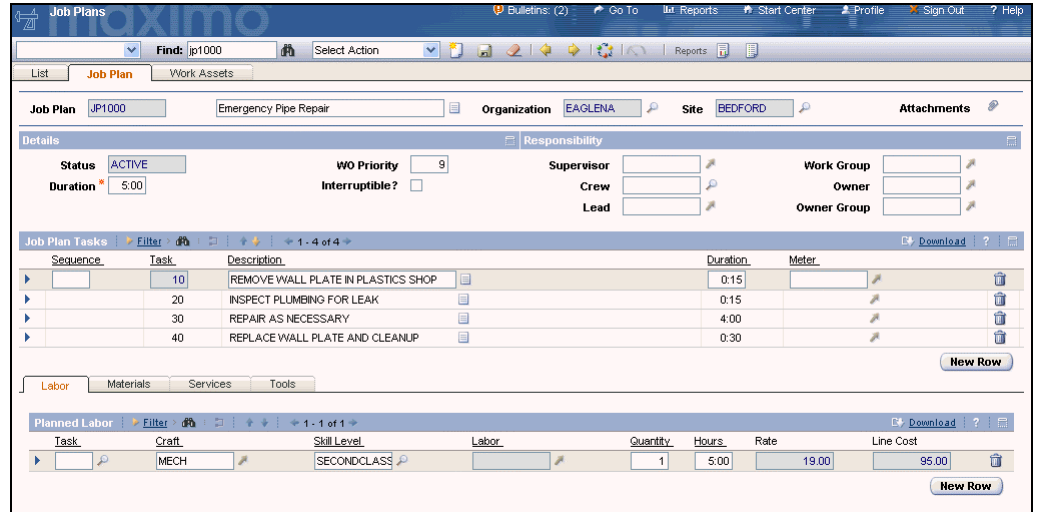 maximo
Job Plans Bulletins: (2) Go To Reports Start Center Profile Sign Out ? Help
Find: jp1000 Select Action Reports
List Job Plan Work Assets
Job Plan JP1000 Emergency Pipe Repair Organization EAGLENA Site BEDFORD Attachments
Details Responsibility
Status ACTIVE WO Priority 9 Supervisor Work Group
Duration * 5:00 Interruptible? Crew Owner
Lead Owner Group
Job Plan Tasks Filter 1 - 4 of 4 Download ?
Sequence Task Description Duration Meter
10 REMOVE WALL PLATE IN PLASTICS SHOP 0:15
20 INSPECT PLUMBING FOR LEAK 0:15
30 REPAIR AS NECESSARY 4:00
40 REPLACE WALL PLATE AND CLEANUP 0:30
New Row
Labor Materials Services Tools
Planned Labor Filter 1 - 1 of 1 Download ?
Task Craft Skill Level Labor Quantity Hours Rate Line Cost
MECH SECONDCLASS 1 5:00 19.00 95.00
New Row